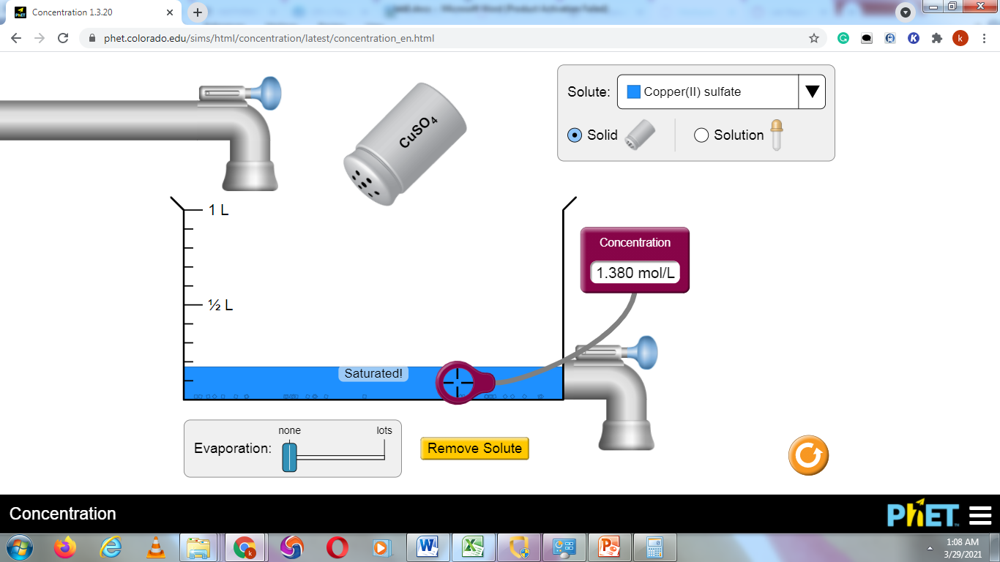 Concentration 1.3.20
phet.colorado.edu/sims/html/concentration/latest/concentration_en.html
CuSO4
Solute: Copper(II) sulfate
Solid Solution
1 L
½ L
Concentration
1.380 mol/L
Saturated!
none lots
Evaporation:
Remove Solute
Concentration
PhET
1:08 AM
3/29/2021